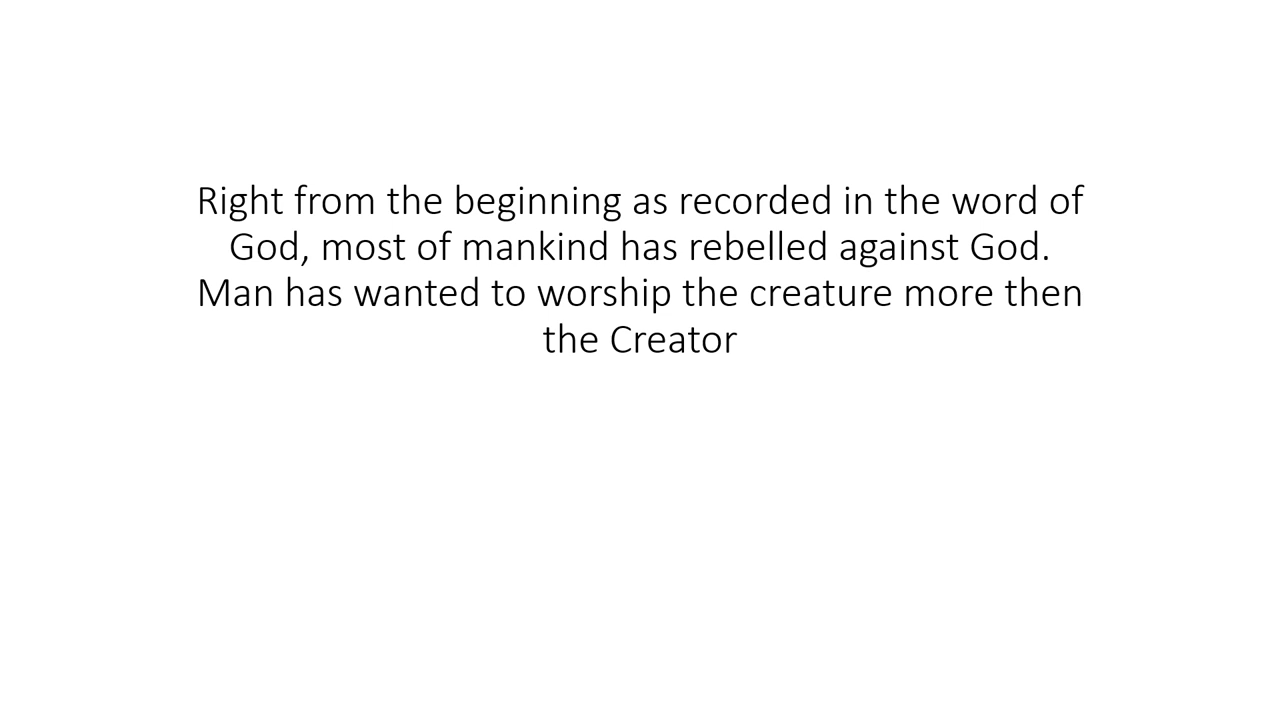 Right from the beginning as recorded in the word of
God, most of mankind has rebelled against God.
Man has wanted to worship the creature more then
the Creator